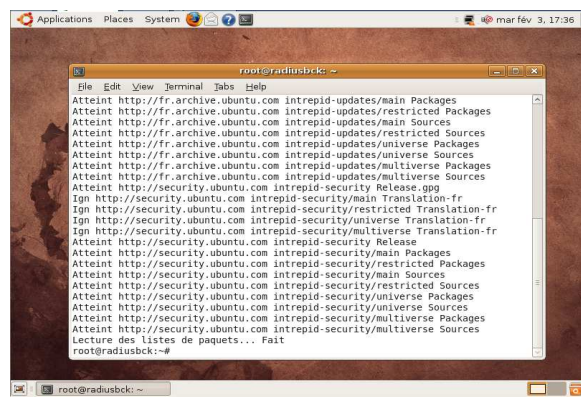 Applications Places System mar fév 3, 17:36
root@radiusbck: ~
File Edit View Terminal Tabs Help
Atteint http://fr.archive.ubuntu.com intrepid-updates/main Packages
Atteint http://fr.archive.ubuntu.com intrepid-updates/restricted Packages
Atteint http://fr.archive.ubuntu.com intrepid-updates/main Sources
Atteint http://fr.archive.ubuntu.com intrepid-updates/restricted Sources
Atteint http://fr.archive.ubuntu.com intrepid-updates/universe Packages
Atteint http://fr.archive.ubuntu.com intrepid-updates/universe Sources
Atteint http://fr.archive.ubuntu.com intrepid-updates/multiverse Packages
Atteint http://fr.archive.ubuntu.com intrepid-updates/multiverse Sources
Atteint http://security.ubuntu.com intrepid-security Release.gpg
Ign http://security.ubuntu.com intrepid-security/main Translation-fr
Ign http://security.ubuntu.com intrepid-security/restricted Translation-fr
Ign http://security.ubuntu.com intrepid-security/universe Translation-fr
Ign http://security.ubuntu.com intrepid-security/multiverse Translation-fr
Atteint http://security.ubuntu.com intrepid-security Release
Atteint http://security.ubuntu.com intrepid-security/main Packages
Atteint http://security.ubuntu.com intrepid-security/restricted Packages
Atteint http://security.ubuntu.com intrepid-security/main Sources
Atteint http://security.ubuntu.com intrepid-security/restricted Sources
Atteint http://security.ubuntu.com intrepid-security/universe Packages
Atteint http://security.ubuntu.com intrepid-security/universe Sources
Atteint http://security.ubuntu.com intrepid-security/multiverse Packages
Atteint http://security.ubuntu.com intrepid-security/multiverse Sources
Lecture des listes de paquets... Fait
root@radiusbck:~#
root@radiusbck: ~